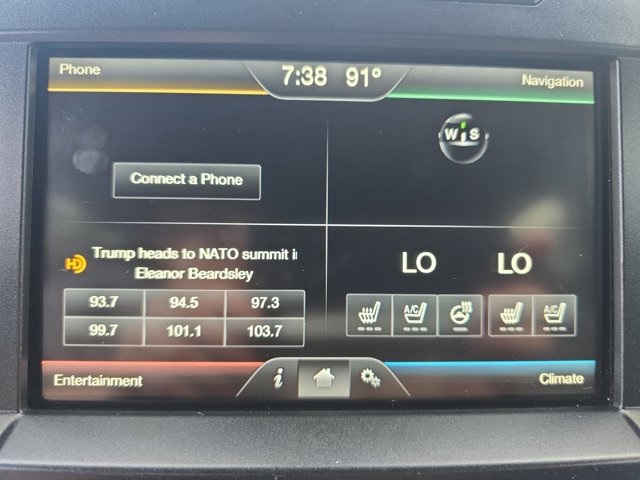 Phone
7:38 91°
Navigation
W S
Connect a Phone
HD
Trump heads to NATO summit i
Eleanor Beardsley
LO LO
93.7 94.5 97.3
A/C A/C
99.7 101.1 103.7
Entertainment
i
Climate